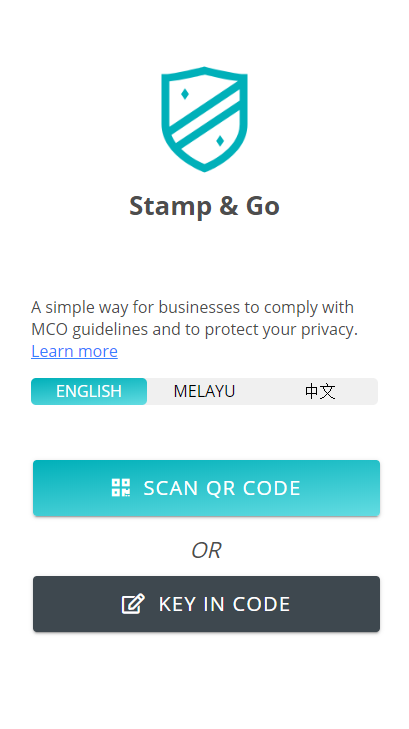 Stamp & Go
A simple way for businesses to comply with
MCO guidelines and to protect your privacy.
Learn more
ENGLISH MELAYU 中文
SCAN QR CODE
OR
KEY IN CODE